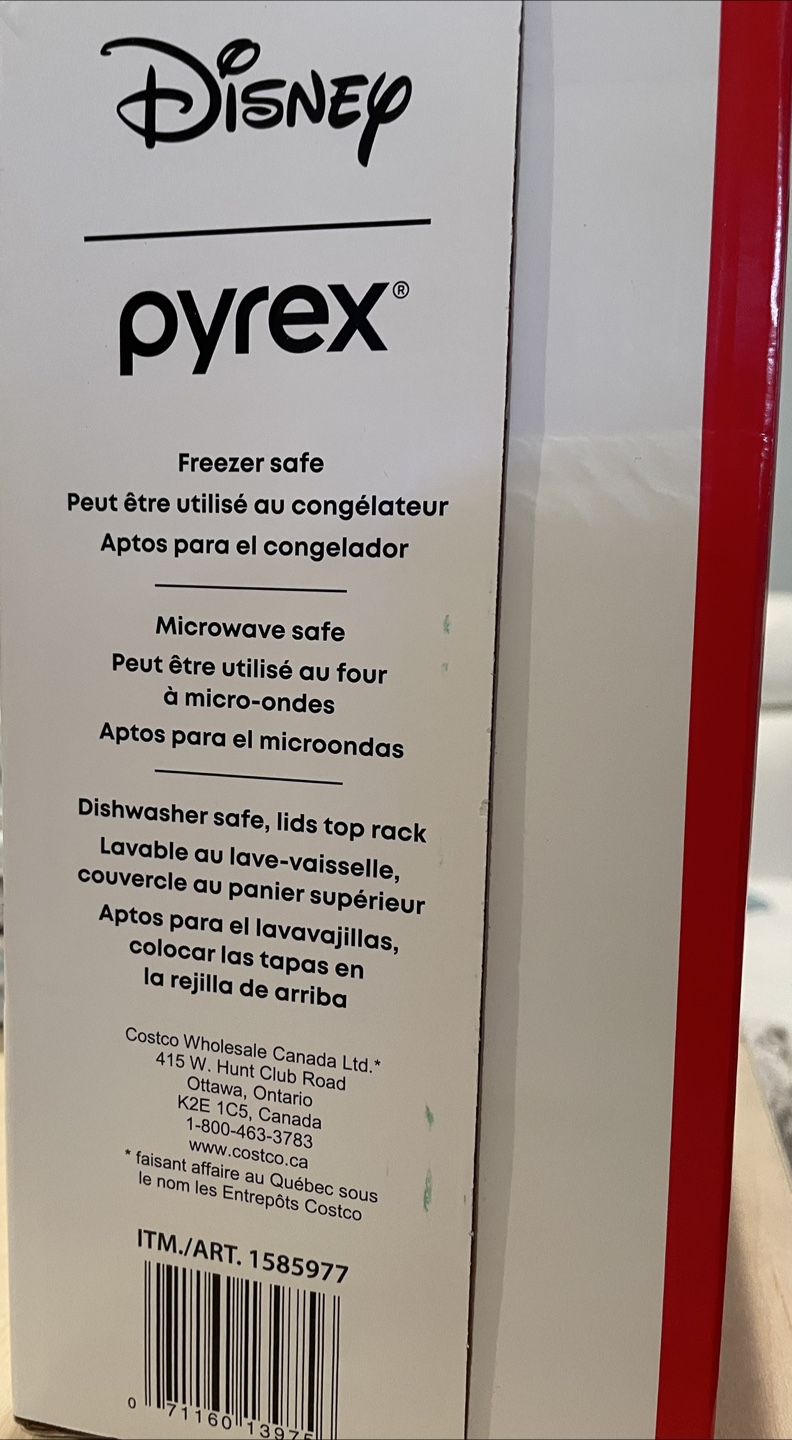 Disney
pyrex®
Freezer safe
Peut être utilisé au congélateur
Aptos para el congelador
Microwave safe
Peut être utilisé au four
à micro-ondes
Aptos para el microondas
Dishwasher safe, lids top rack
Lavable au lave-vaisselle,
couvercle au panier supérieur
Aptos para el lavavajillas,
colocar las tapas en
la rejilla de arriba
Costco Wholesale Canada Ltd.*
415 W. Hunt Club Road
Ottawa, Ontario
K2E 1C5, Canada
1-800-463-3783
www.costco.ca
* faisant affaire au Québec sous
le nom les Entrepôts Costco
ITM./ART. 1585977
0 71160 13975